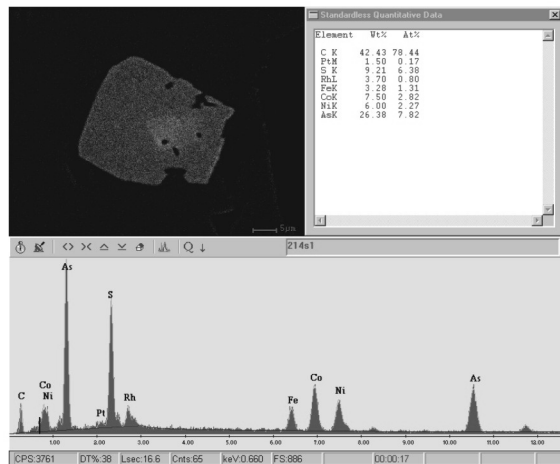 Standardless Quantitative Data
Element Wt% At%
C K 42.43 78.44
PtM 1.50 0.17
S K 9.21 6.38
RhL 3.70 0.80
FeK 3.28 1.31
CoK 7.50 2.82
NiK 6.00 2.27
AsK 26.38 7.82
5µm
Q
214s1
As
S
C
Co
Ni
Pt
Rh
Fe
Co
Ni
As
1.00 2.00 3.00 4.00 5.00 6.00 7.00 8.00 9.00 10.00 11.00 12.00
CPS:3761 DT%:38 Lsec:16.6 Cnts:65 keV:0.660 FS:886 00:00:17